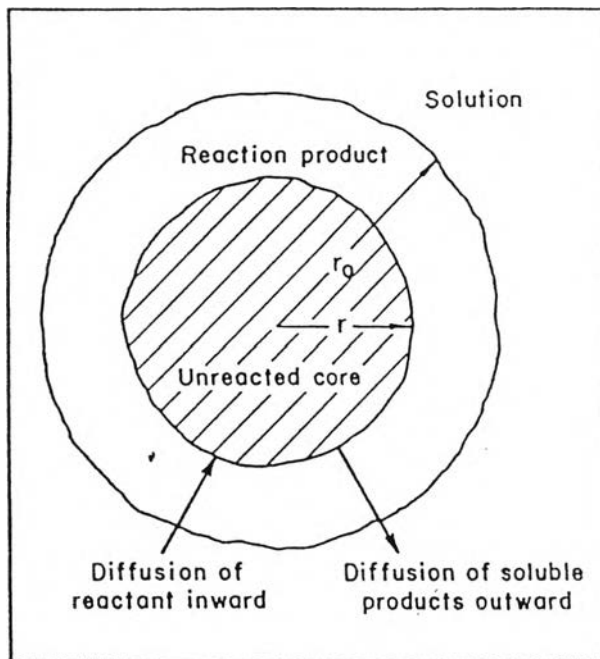 Solution
Reaction product
r₀
r
Unreacted core
Diffusion of
reactant inward
Diffusion of soluble
products outward